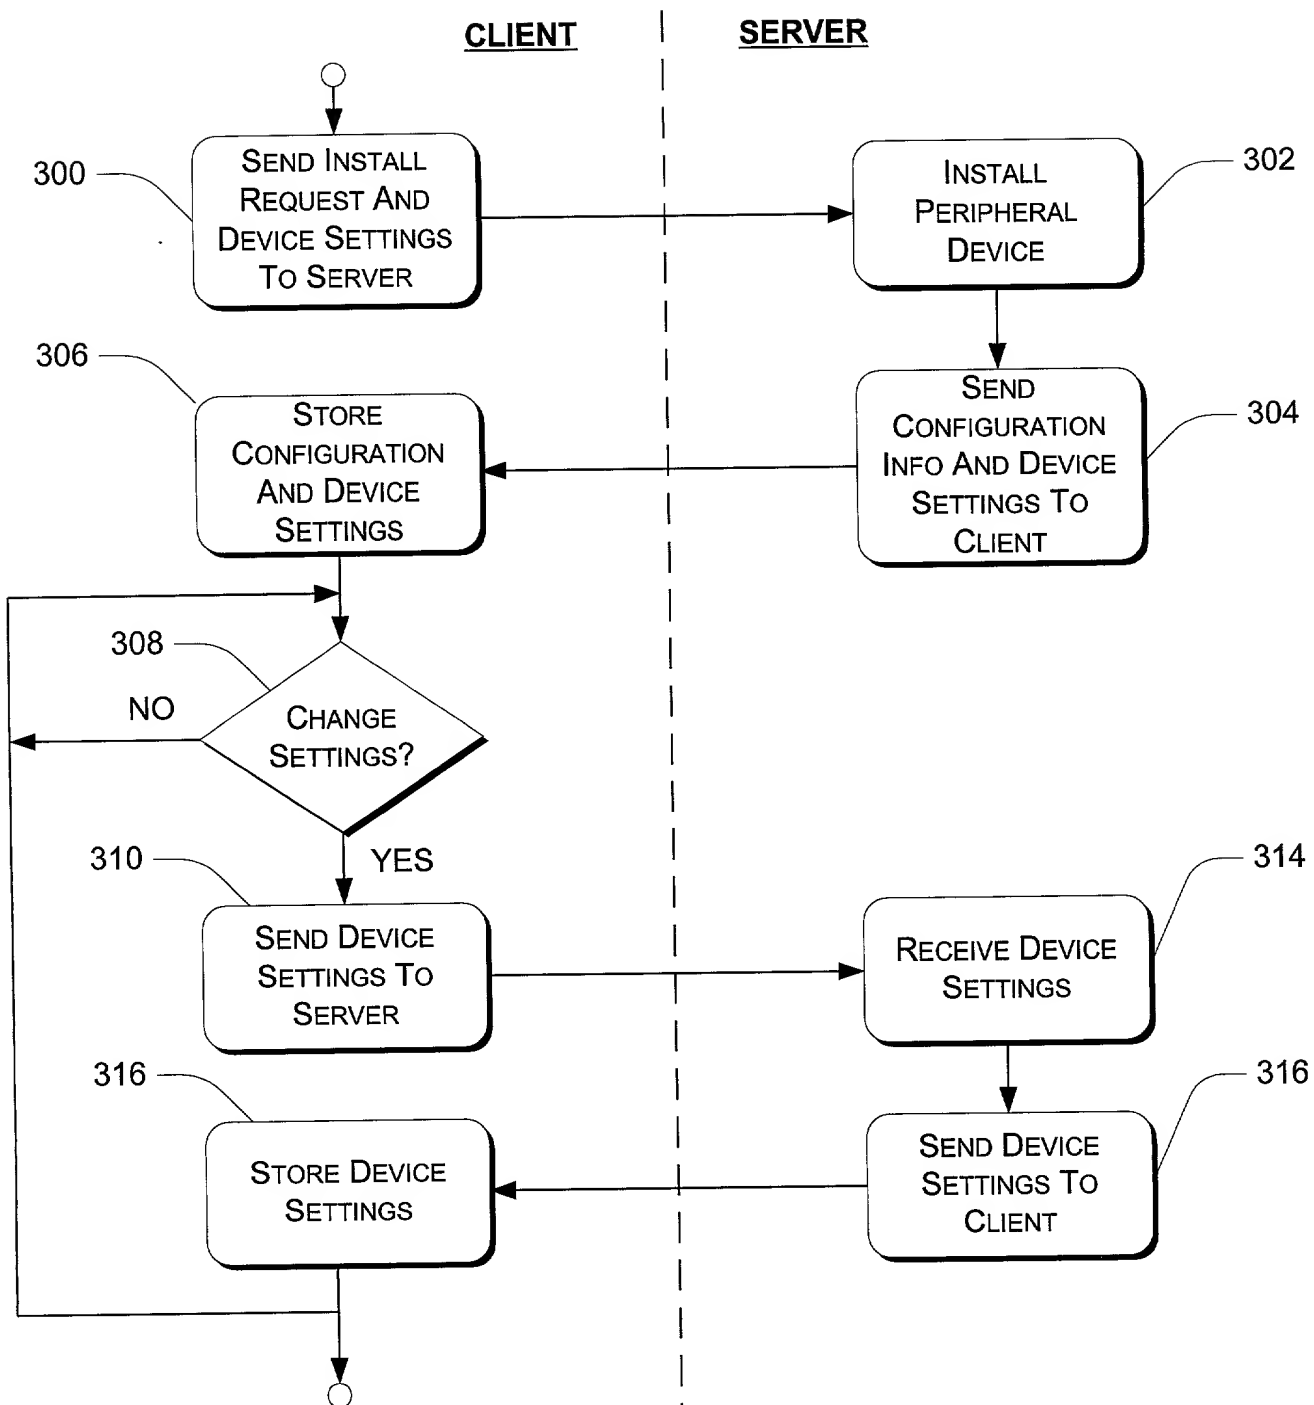 CLIENT
SERVER
300
SEND INSTALL
REQUEST AND
DEVICE SETTINGS
TO SERVER
302
INSTALL
PERIPHERAL
DEVICE
306
STORE
CONFIGURATION
AND DEVICE
SETTINGS
304
SEND
CONFIGURATION
INFO AND DEVICE
SETTINGS TO
CLIENT
308
NO
CHANGE
SETTINGS?
YES
310
SEND DEVICE
SETTINGS TO
SERVER
314
RECEIVE DEVICE
SETTINGS
316
STORE DEVICE
SETTINGS
316
SEND DEVICE
SETTINGS TO
CLIENT